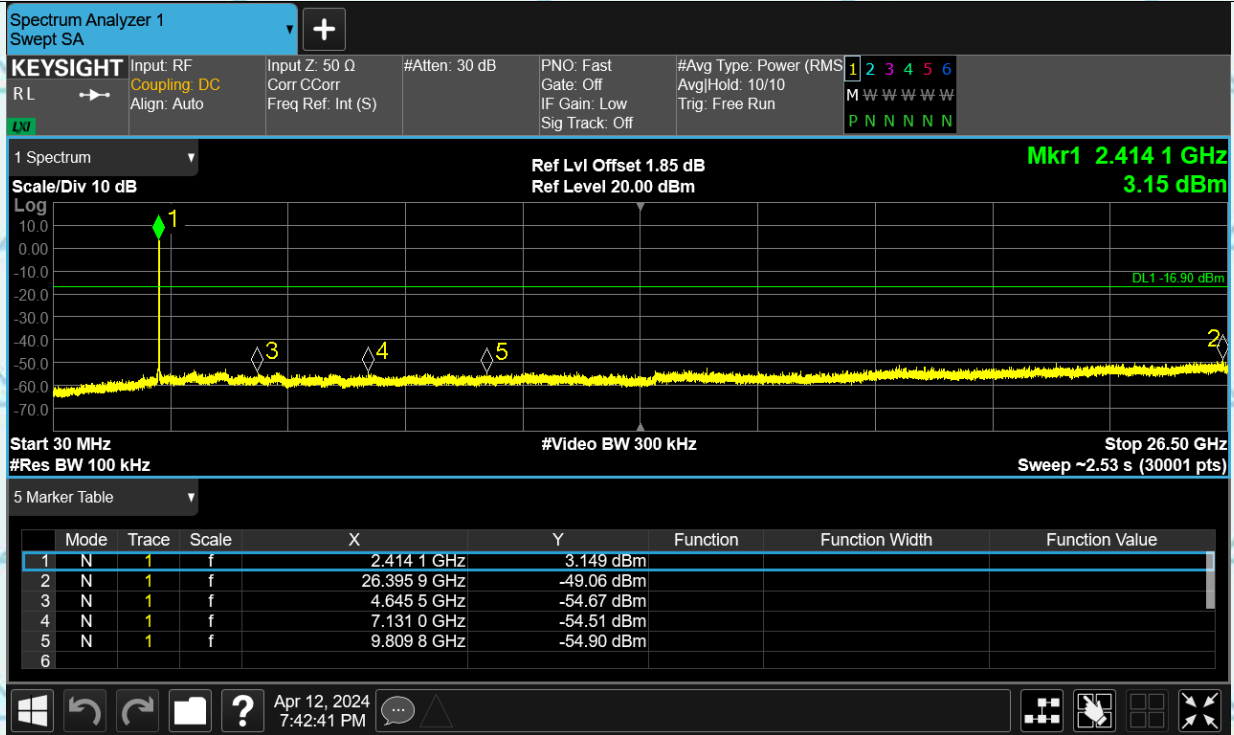 Spectrum Analyzer 1
Swept SA
KEYSIGHT
R L
LXI
Input: RF
Coupling: DC
Align: Auto
Input Z: 50 Ω
Corr CCorr
Freq Ref: Int (S)
#Atten: 30 dB
PNO: Fast
Gate: Off
IF Gain: Low
Sig Track: Off
#Avg Type: Power (RMS
Avg|Hold: 10/10
Trig: Free Run
1 2 3 4 5 6
M W W W W W
P N N N N N
1 Spectrum
Scale/Div 10 dB
Ref Lvl Offset 1.85 dB
Ref Level 20.00 dBm
Mkr1 2.414 1 GHz
3.15 dBm
Log
10.0
0.00
-10.0
-20.0
-30.0
-40.0
-50.0
-60.0
-70.0
1
3
4
5
2
DL1 -16.90 dBm
Start 30 MHz
#Video BW 300 kHz
Stop 26.50 GHz
#Res BW 100 kHz
Sweep ~2.53 s (30001 pts)
5 Marker Table
Mode Trace Scale X Y Function Function Width Function Value
1 N 1 f 2.414 1 GHz 3.149 dBm
2 N 1 f 26.395 9 GHz -49.06 dBm
3 N 1 f 4.645 5 GHz -54.67 dBm
4 N 1 f 7.131 0 GHz -54.51 dBm
5 N 1 f 9.809 8 GHz -54.90 dBm
6
?
Apr 12, 2024
7:42:41 PM